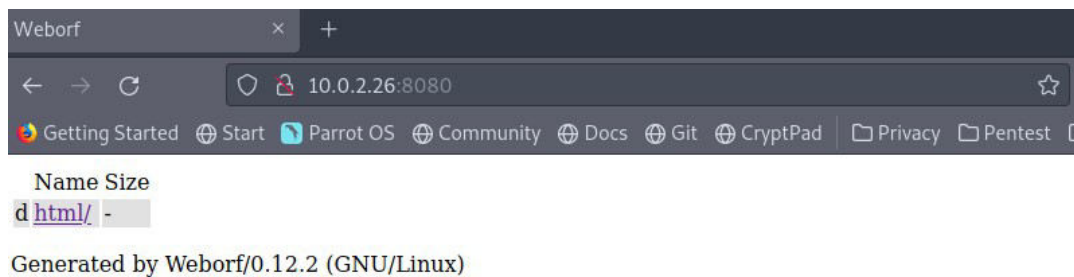 Weborf
10.0.2.26:8080
Getting Started Start Parrot OS Community Docs Git CryptPad Privacy Pentest
Name Size
d html/ -
Generated by Weborf/0.12.2 (GNU/Linux)